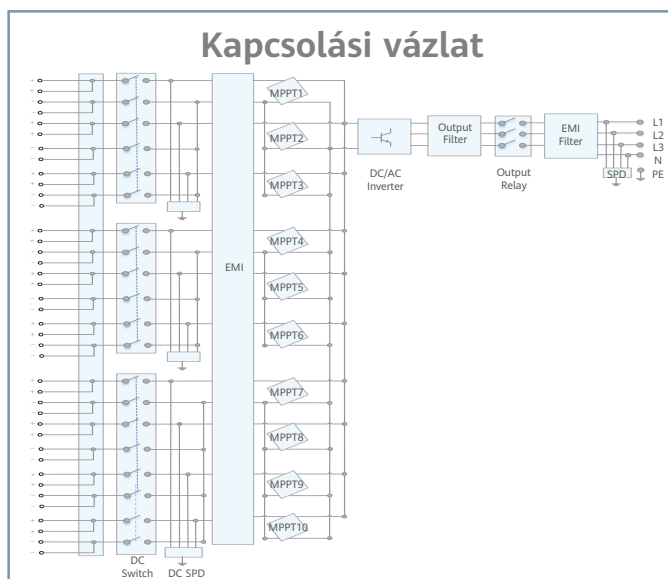 Kapcsolási vázlat
MPPT1
MPPT2
MPPT3
MPPT4
EMI
MPPT5
MPPT6
MPPT7
MPPT8
MPPT9
MPPT10
DC
Switch
DC SPD
DC/AC
Inverter
Output
Filter
Output
Relay
EMI
Filter
SPD
L1
L2
L3
N
PE